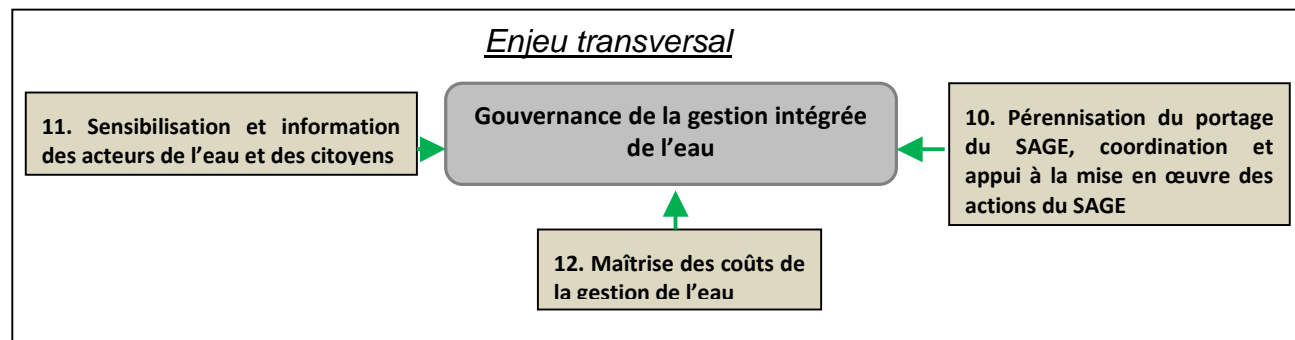 Enjeu transversal
Gouvernance de la gestion intégrée
de l’eau
11. Sensibilisation et information
des acteurs de l’eau et des citoyens
10. Pérennisation du portage
du SAGE, coordination et
appui à la mise en œuvre des
actions du SAGE
12. Maîtrise des coûts de
la gestion de l’eau